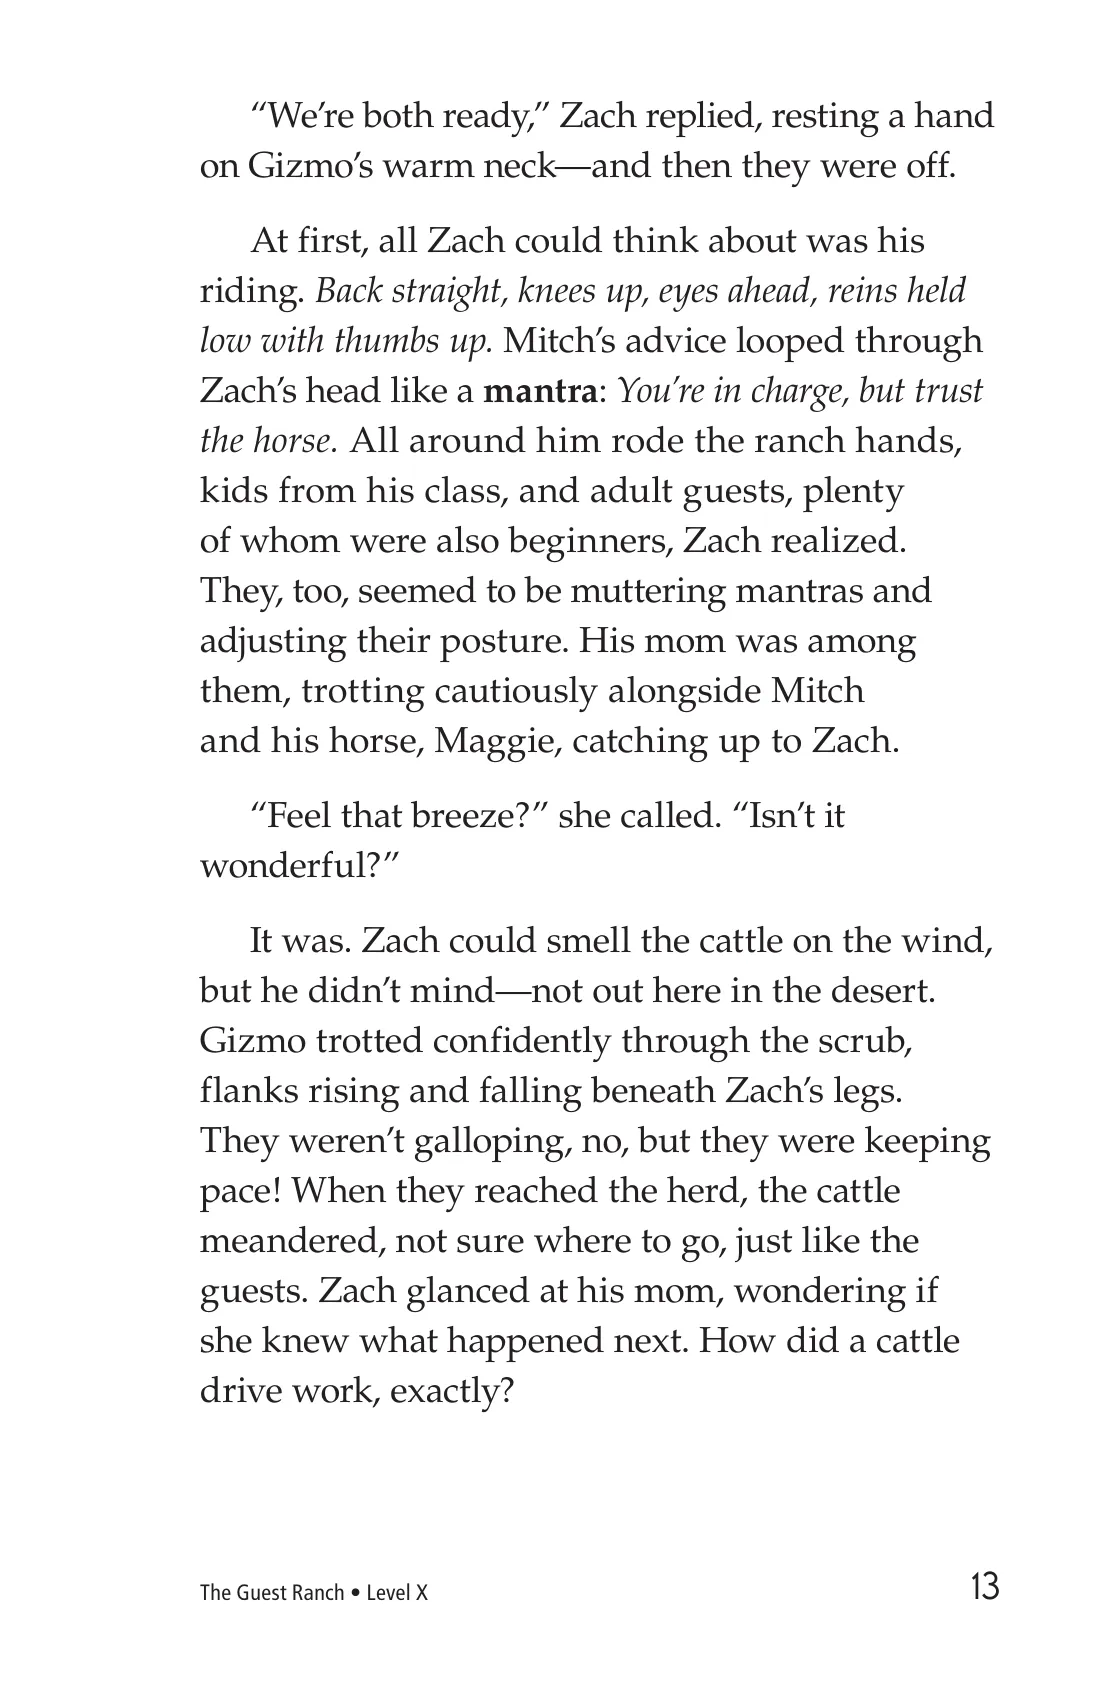 “We’re both ready,” Zach replied, resting a hand
on Gizmo’s warm neck—and then they were off.
At first, all Zach could think about was his
riding. Back straight, knees up, eyes ahead, reins held
low with thumbs up. Mitch’s advice looped through
Zach’s head like a mantra: You’re in charge, but trust
the horse. All around him rode the ranch hands,
kids from his class, and adult guests, plenty
of whom were also beginners, Zach realized.
They, too, seemed to be muttering mantras and
adjusting their posture. His mom was among
them, trotting cautiously alongside Mitch
and his horse, Maggie, catching up to Zach.
“Feel that breeze?” she called. “Isn’t it
wonderful?”
It was. Zach could smell the cattle on the wind,
but he didn’t mind—not out here in the desert.
Gizmo trotted confidently through the scrub,
flanks rising and falling beneath Zach’s legs.
They weren’t galloping, no, but they were keeping
pace! When they reached the herd, the cattle
meandered, not sure where to go, just like the
guests. Zach glanced at his mom, wondering if
she knew what happened next. How did a cattle
drive work, exactly?
The Guest Ranch • Level X
13